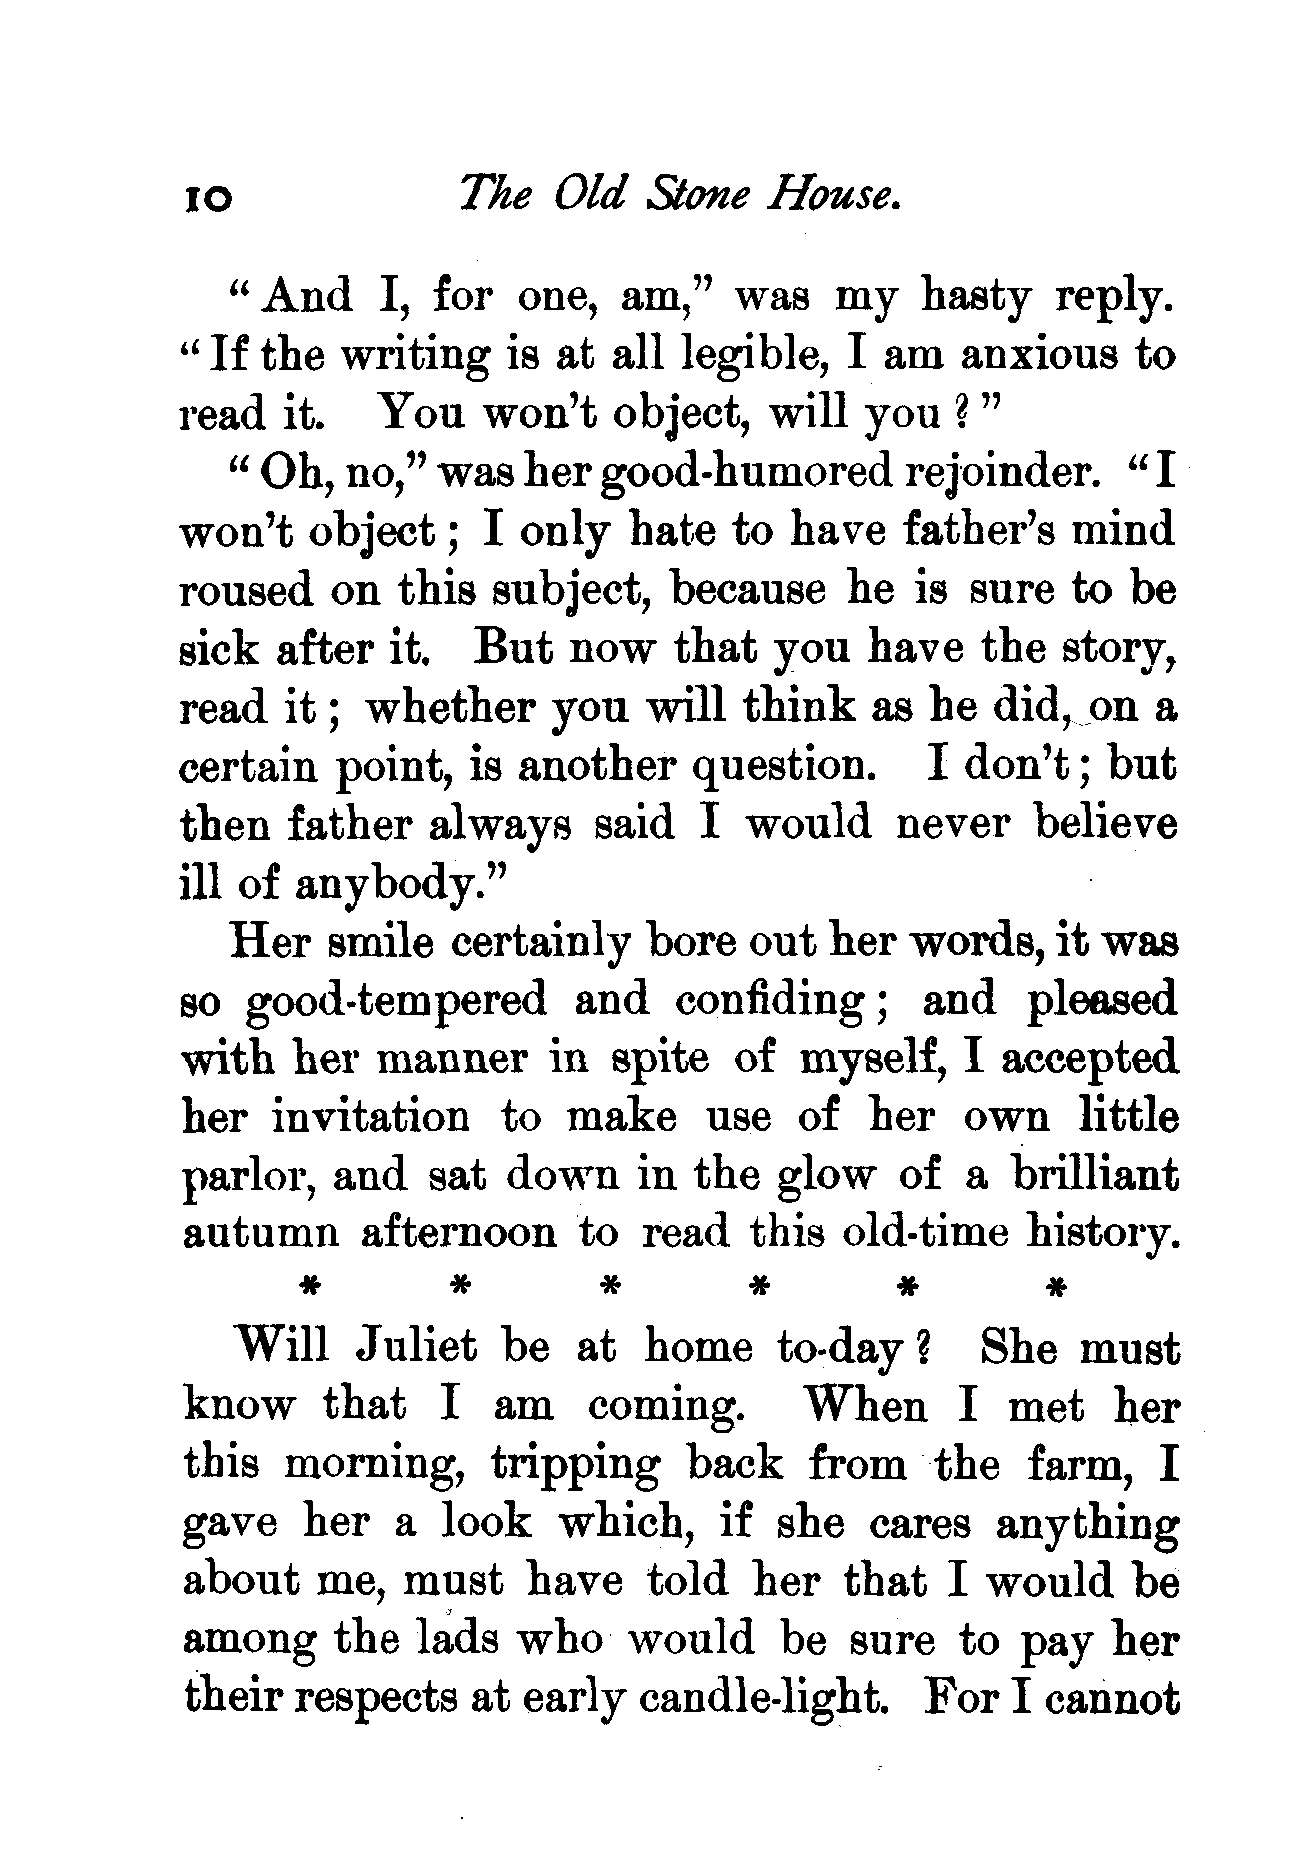 10 The Old Stone House.
“And I, for one, am,” was my hasty reply.
“If the writing is at all legible, I am anxious to
read it. You won’t object, will you?”
“Oh, no,” was her good-humored rejoinder. “I
won’t object; I only hate to have father’s mind
roused on this subject, because he is sure to be
sick after it. But now that you have the story,
read it; whether you will think as he did, on a
certain point, is another question. I don’t; but
then father always said I would never believe
ill of anybody.”
Her smile certainly bore out her words, it was
so good-tempered and confiding; and pleased
with her manner in spite of myself, I accepted
her invitation to make use of her own little
parlor, and sat down in the glow of a brilliant
autumn afternoon to read this old-time history.
* * * * * *
Will Juliet be at home to-day? She must
know that I am coming. When I met her
this morning, tripping back from the farm, I
gave her a look which, if she cares anything
about me, must have told her that I would be
among the lads who would be sure to pay her
their respects at early candle-light. For I cannot